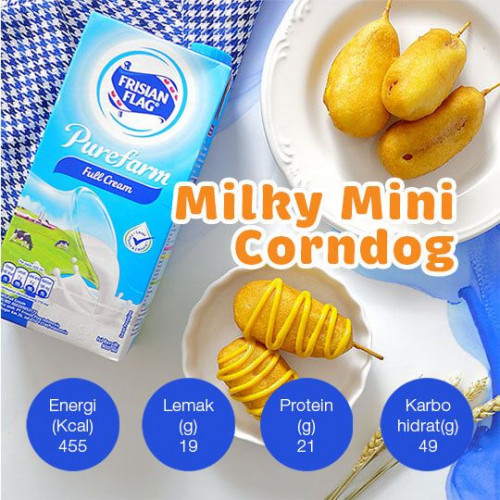 FRISIAN
FLAG
Purefarm
Full Cream
Milky Mini
Corndog
Energi
(Kcal)
455
Lemak
(g)
19
Protein
(g)
21
Karbo
hidrat(g)
49